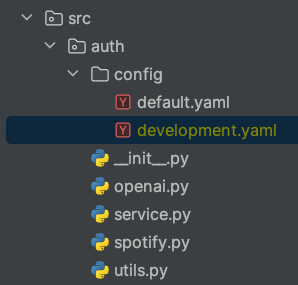 src
auth
config
default.yaml
development.yaml
__init__.py
openai.py
service.py
spotify.py
utils.py